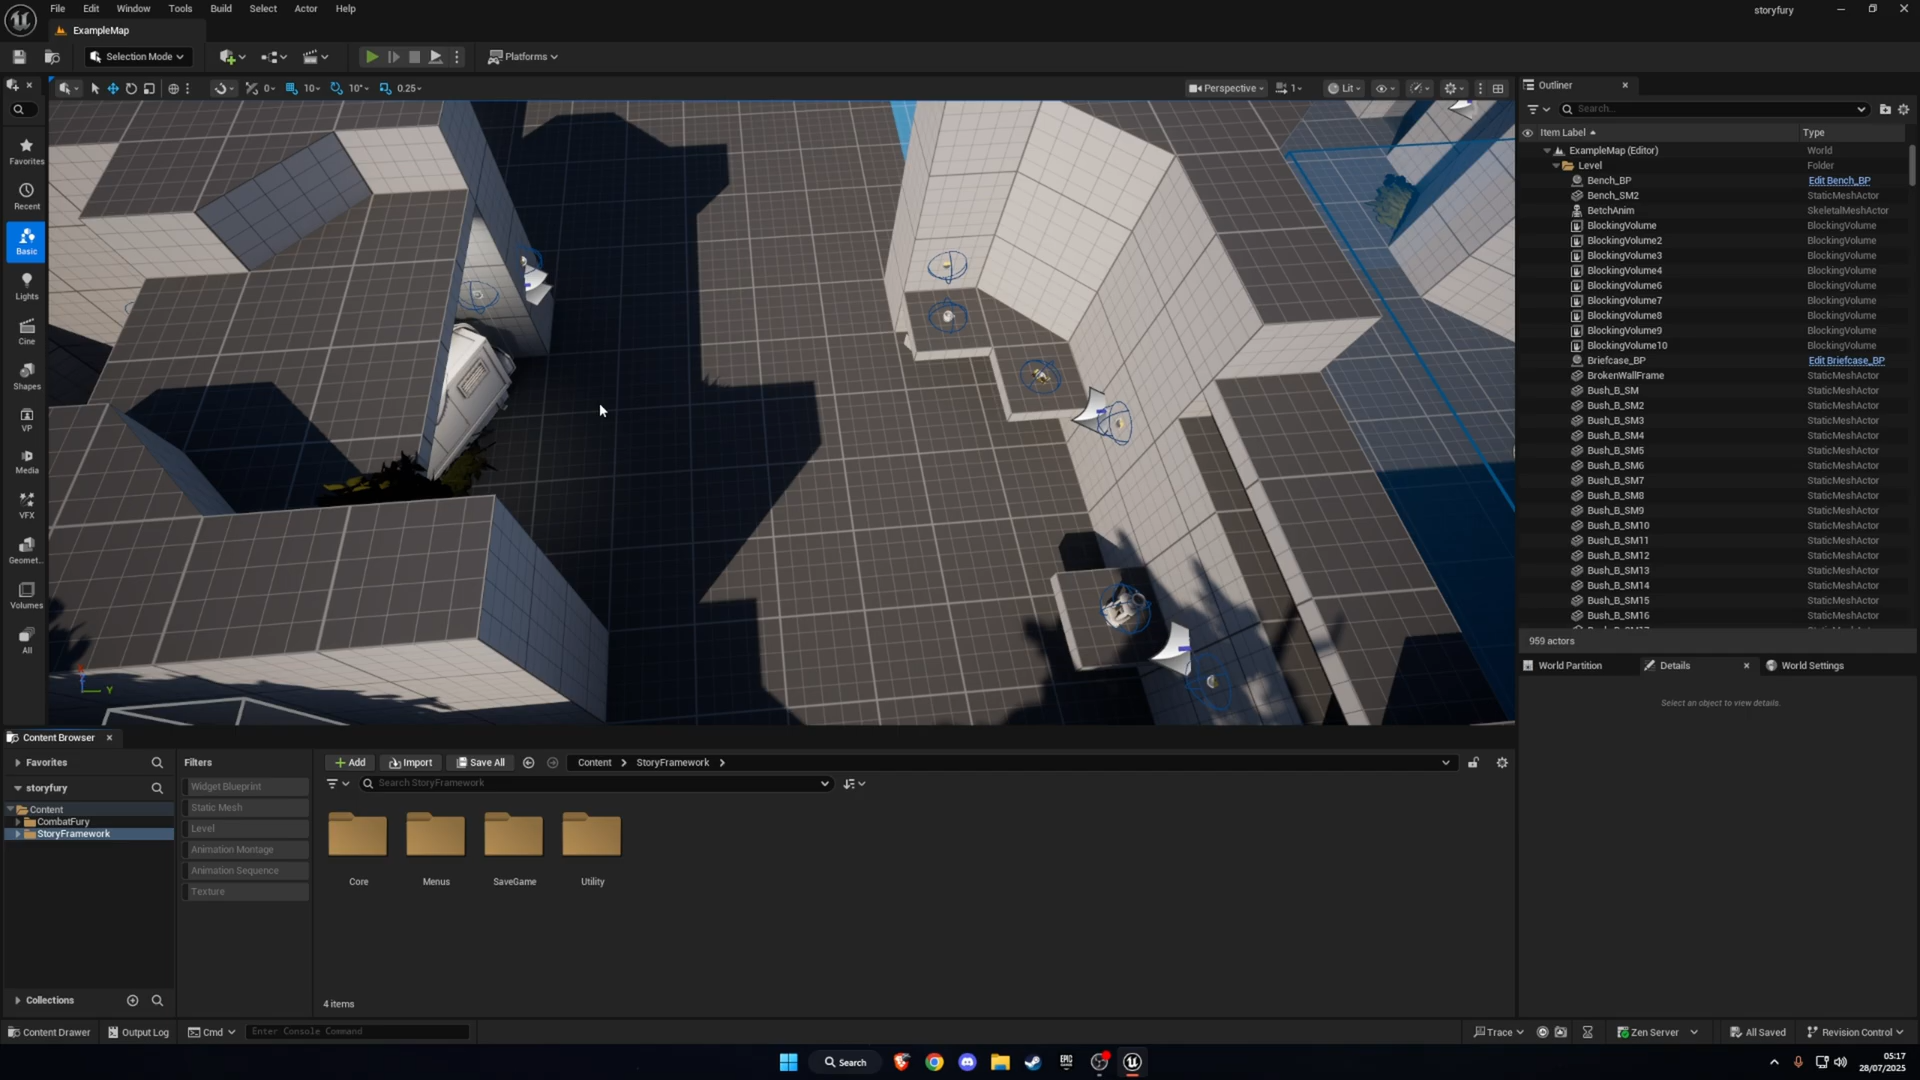 File Edit Window Tools Build Select Actor Help
storyfury
ExampleMap
Selection Mode
Platforms
0 10 10° 0.25
Perspective 1 Lit
Favorites
Recent
Basic
Lights
Cine
Shapes
VP
Media
VFX
Geomet...
Volumes
All
Y
Outliner
Search...
Item Label Type
ExampleMap (Editor) World
Level Folder
Bench_BP Edit Bench_BP
Bench_SM2 StaticMeshActor
BetchAnim SkeletalMeshActor
BlockingVolume BlockingVolume
BlockingVolume2 BlockingVolume
BlockingVolume3 BlockingVolume
BlockingVolume4 BlockingVolume
BlockingVolume6 BlockingVolume
BlockingVolume7 BlockingVolume
BlockingVolume8 BlockingVolume
BlockingVolume9 BlockingVolume
BlockingVolume10 BlockingVolume
Briefcase_BP Edit Briefcase_BP
BrokenWallFrame StaticMeshActor
Bush_B_SM StaticMeshActor
Bush_B_SM2 StaticMeshActor
Bush_B_SM3 StaticMeshActor
Bush_B_SM4 StaticMeshActor
Bush_B_SM5 StaticMeshActor
Bush_B_SM6 StaticMeshActor
Bush_B_SM7 StaticMeshActor
Bush_B_SM8 StaticMeshActor
Bush_B_SM9 StaticMeshActor
Bush_B_SM10 StaticMeshActor
Bush_B_SM11 StaticMeshActor
Bush_B_SM12 StaticMeshActor
Bush_B_SM13 StaticMeshActor
Bush_B_SM14 StaticMeshActor
Bush_B_SM15 StaticMeshActor
Bush_B_SM16 StaticMeshActor
959 actors
World Partition Details World Settings
Select an object to view details.
Content Browser
Favorites
storyfury
Content
CombatFury
StoryFramework
Collections
Filters
Widget Blueprint
Static Mesh
Level
Animation Montage
Animation Sequence
Texture
Add Import Save All Content StoryFramework
Search StoryFramework
Core Menus SaveGame Utility
4 items
Content Drawer Output Log Cmd Enter Console Command
Trace Zen Server All Saved Revision Control
Search
EPIC
05:17
28/07/2025